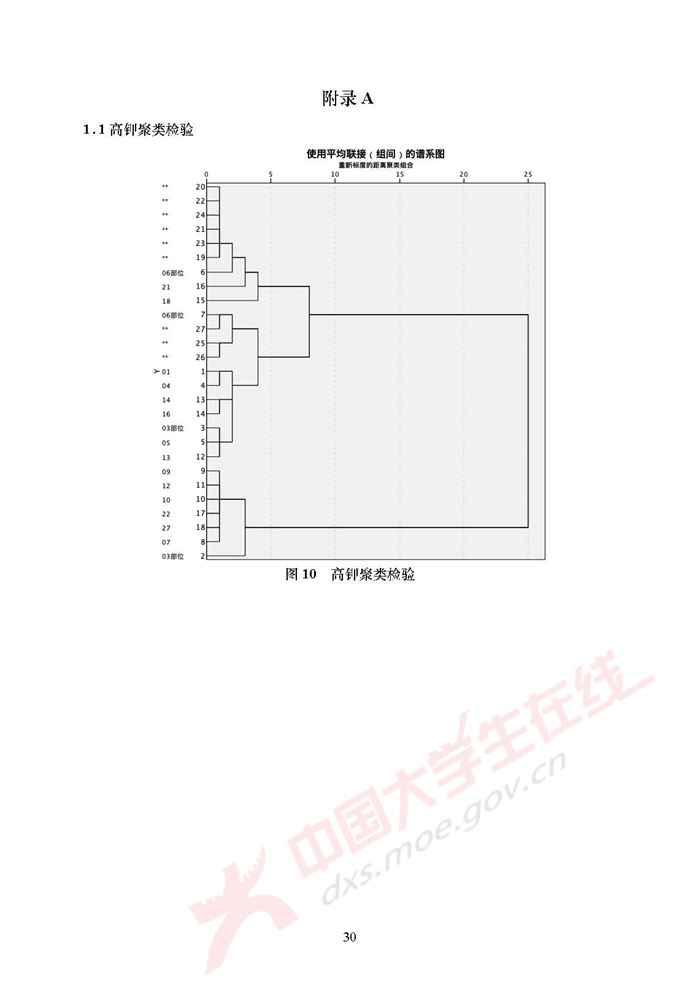 附录 A
1.1 高钾聚类检验
使用平均联接（组间）的谱系图
重新标度的距离聚类组合
0 5 10 15 20 25
** 20
** 22
** 24
** 21
** 23
** 19
06部位 6
21 16
18 15
06部位 7
** 27
** 25
** 26
Y 01 1
04 4
14 13
16 14
03部位 3
05 5
13 12
09 9
12 11
10 10
22 17
27 18
07 8
03部位 2
图 10 高钾聚类检验
中国大学生在线
dxs.moe.gov.cn
30